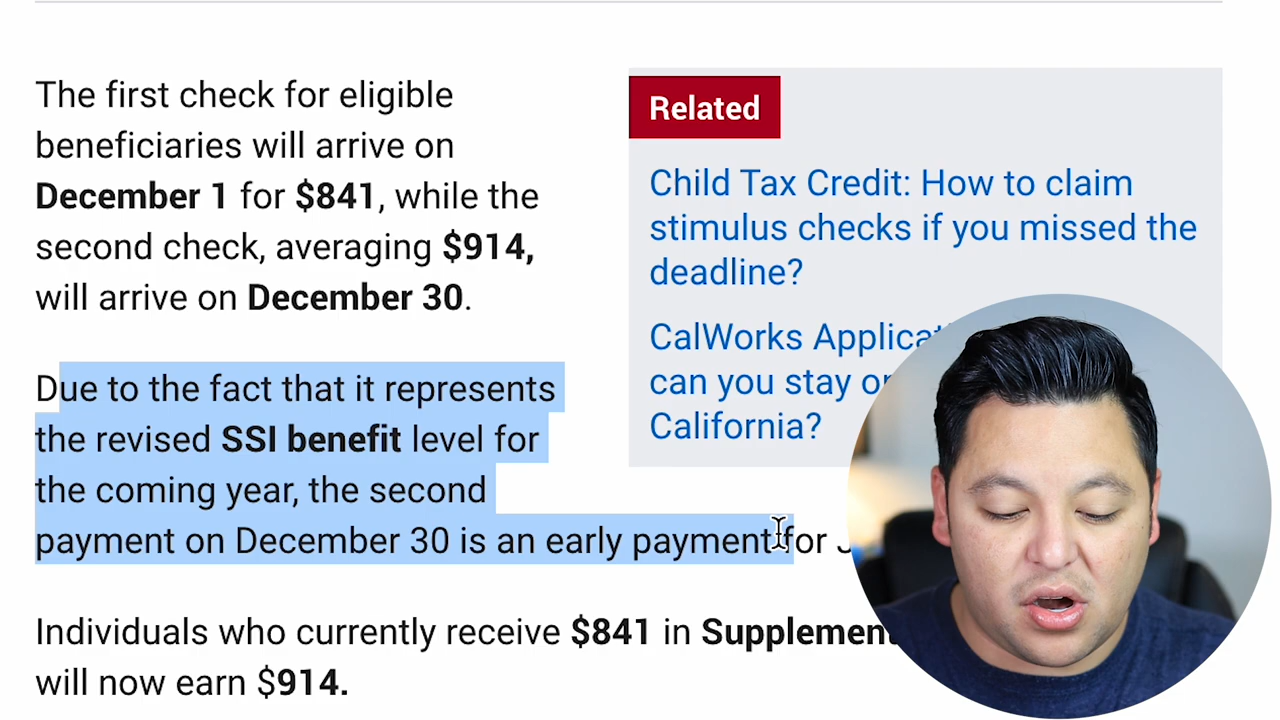 The first check for eligible
beneficiaries will arrive on
December 1 for $841, while the
second check, averaging $914,
will arrive on December 30.
Due to the fact that it represents
the revised SSI benefit level for
the coming year, the second
payment on December 30 is an early payment for
Individuals who currently receive $841 in
will now earn $914.
Related
Child Tax Credit: How to claim
stimulus checks if you missed the
deadline?
CalWorks
can you stay
California?